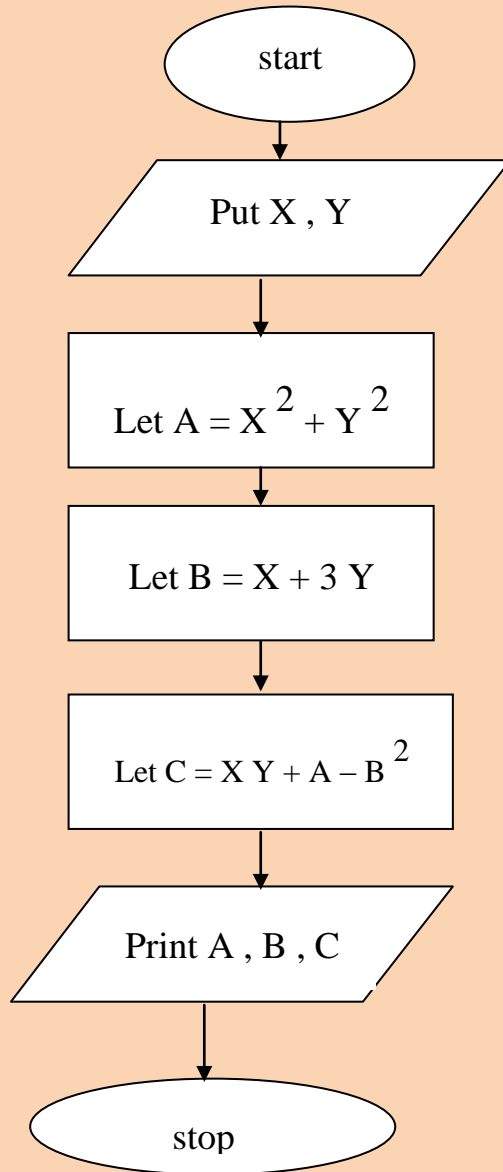 start
Put X , Y
Let A = X ² + Y ²
Let B = X + 3 Y
Let C = X Y + A – B ²
Print A , B , C
stop